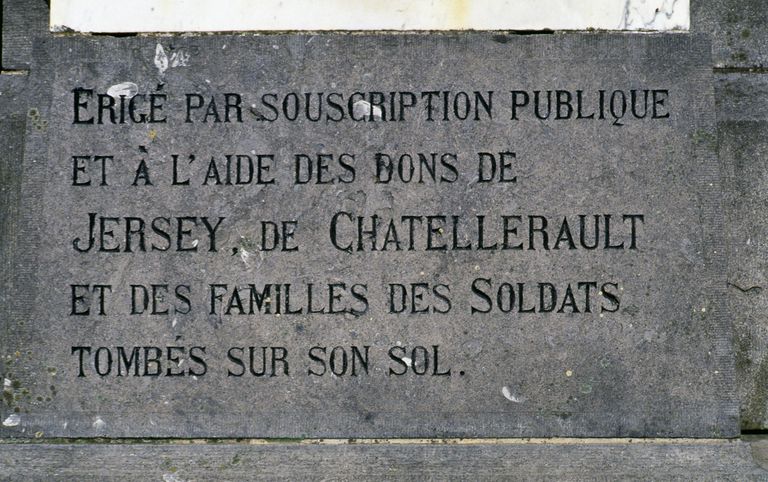 ERIGÉ PAR SOUSCRIPTION PUBLIQUE
ET À L'AIDE DES DONS DE
JERSEY, DE CHATELLERAULT
ET DES FAMILLES DES SOLDATS
TOMBÉS SUR SON SOL.